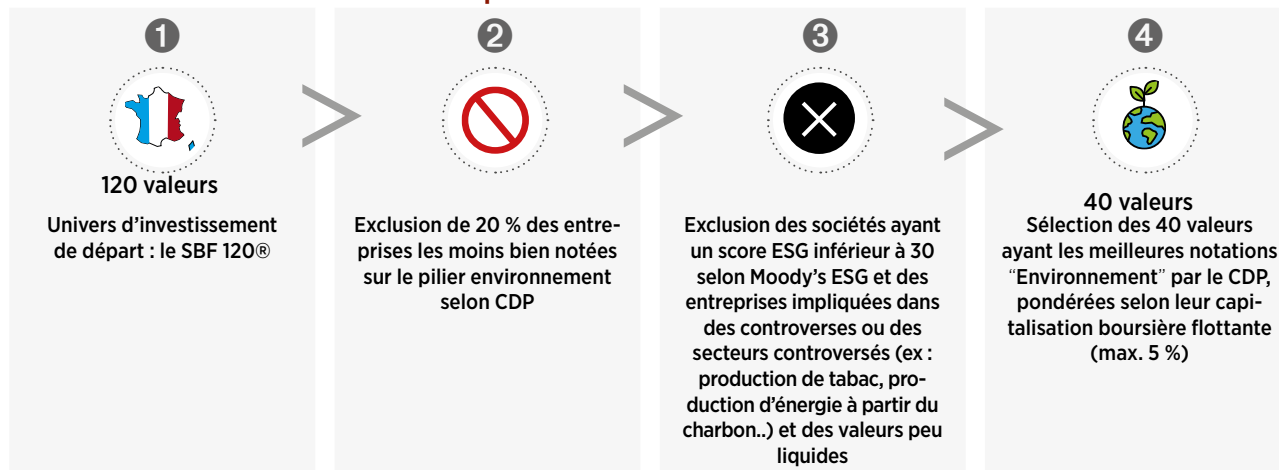 1
120 valeurs
Univers d’investissement
de départ : le SBF 120®
2
Exclusion de 20 % des entre-
prises les moins bien notées
sur le pilier environnement
selon CDP
3
Exclusion des sociétés ayant
un score ESG inférieur à 30
selon Moody’s ESG et des
entreprises impliquées dans
des controverses ou des
secteurs controversés (ex :
production de tabac, pro-
duction d’énergie à partir du
charbon..) et des valeurs peu
liquides
4
40 valeurs
Sélection des 40 valeurs
ayant les meilleures notations
“Environnement” par le CDP,
pondérées selon leur capi-
talisation boursière flottante
(max. 5 %)